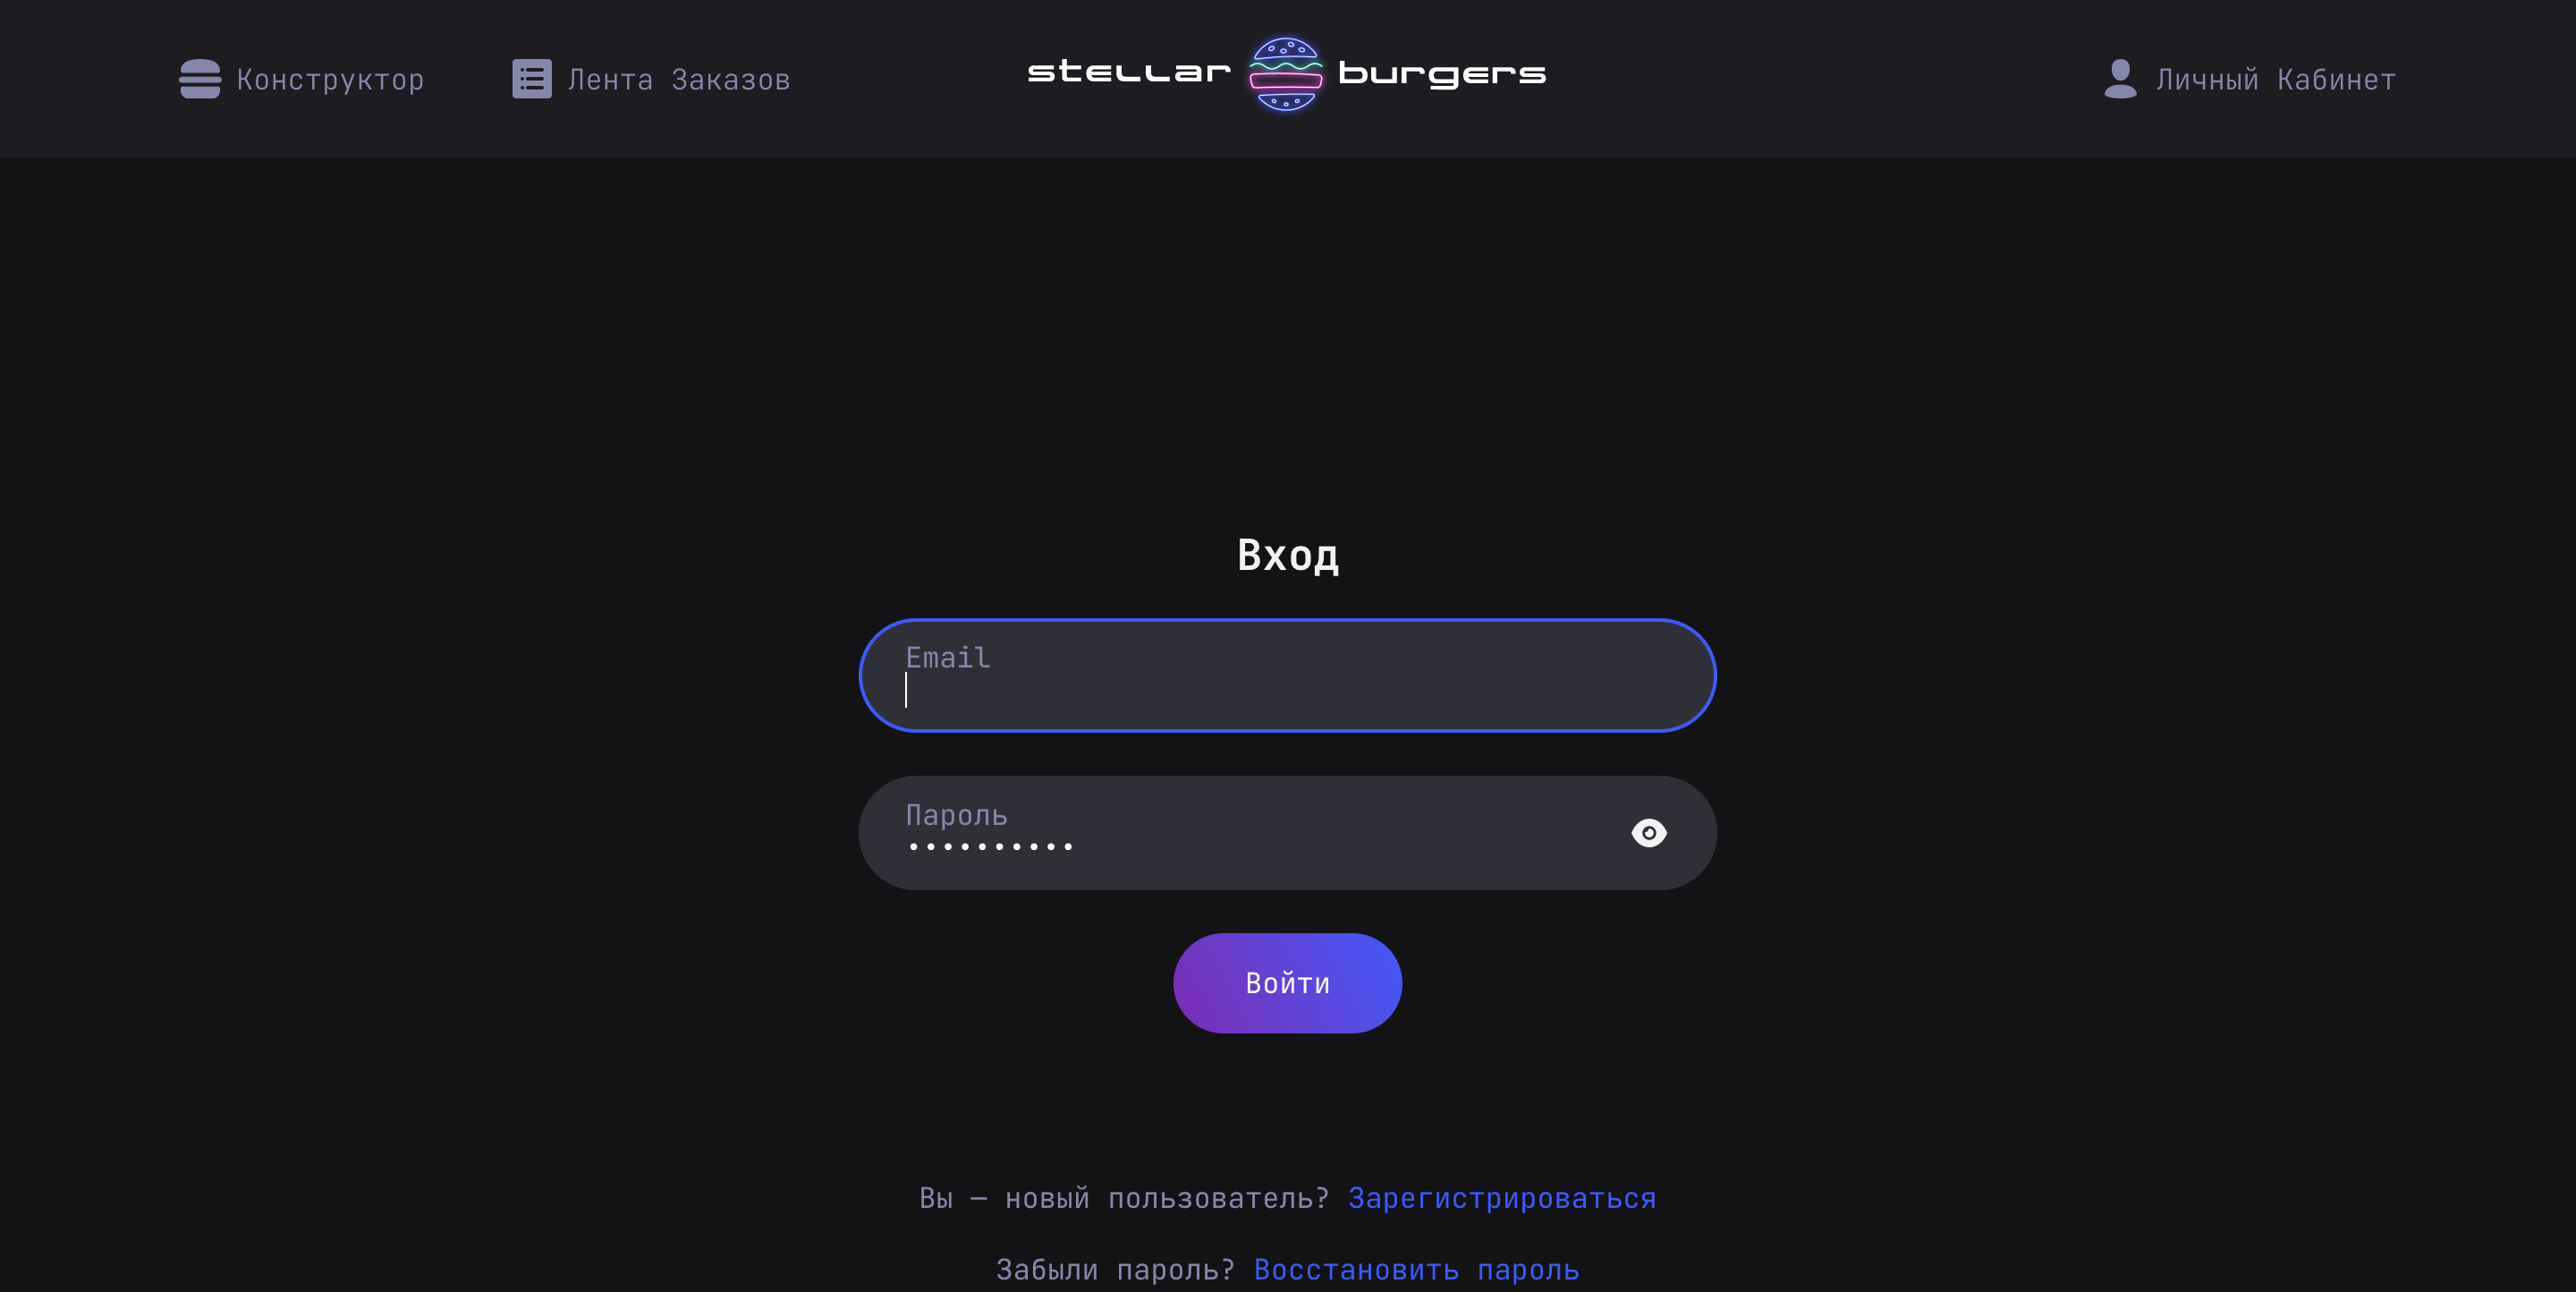 Конструктор
Лента Заказов
stellar burgers
Личный Кабинет
Вход
Email
Пароль
••••••••••
Войти
Вы — новый пользователь? Зарегистрироваться
Забыли пароль? Восстановить пароль